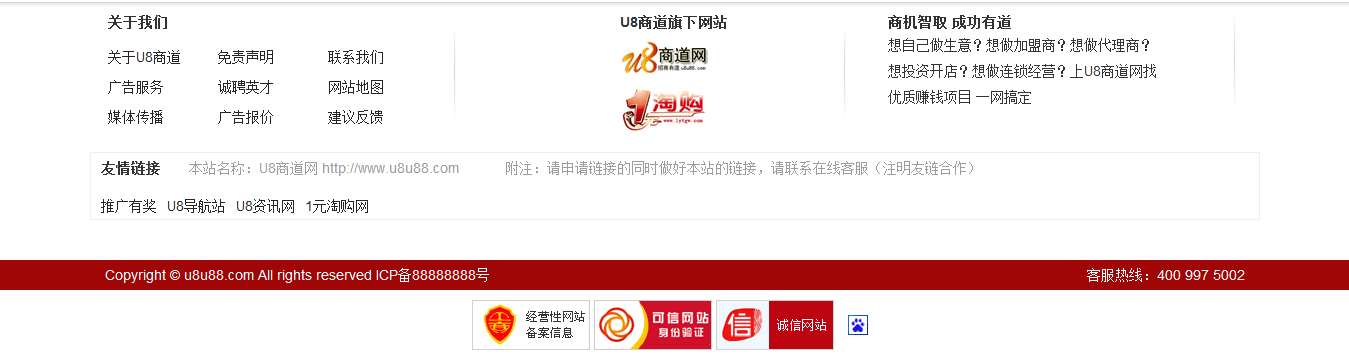 关于我们
关于U8商道 免责声明 联系我们
广告服务 诚聘英才 网站地图
媒体传播 广告报价 建议反馈
U8商道旗下网站
u8商道网
招商有道 u8u88.com
1淘购
www.1ytgw.com
商机智取 成功有道
想自己做生意？想做加盟商？想做代理商？
想投资开店？想做连锁经营？上U8商道网找
优质赚钱项目 一网搞定
友情链接 本站名称：U8商道网 http://www.u8u88.com 附注：请申请链接的同时做好本站的链接，请联系在线客服（注明友链合作）
推广有奖 U8导航站 U8资讯网 1元淘购网
Copyright © u8u88.com All rights reserved ICP备88888888号 客服热线：400 997 5002
经营性网站
备案信息
可信网站
身份验证
信 诚信网站